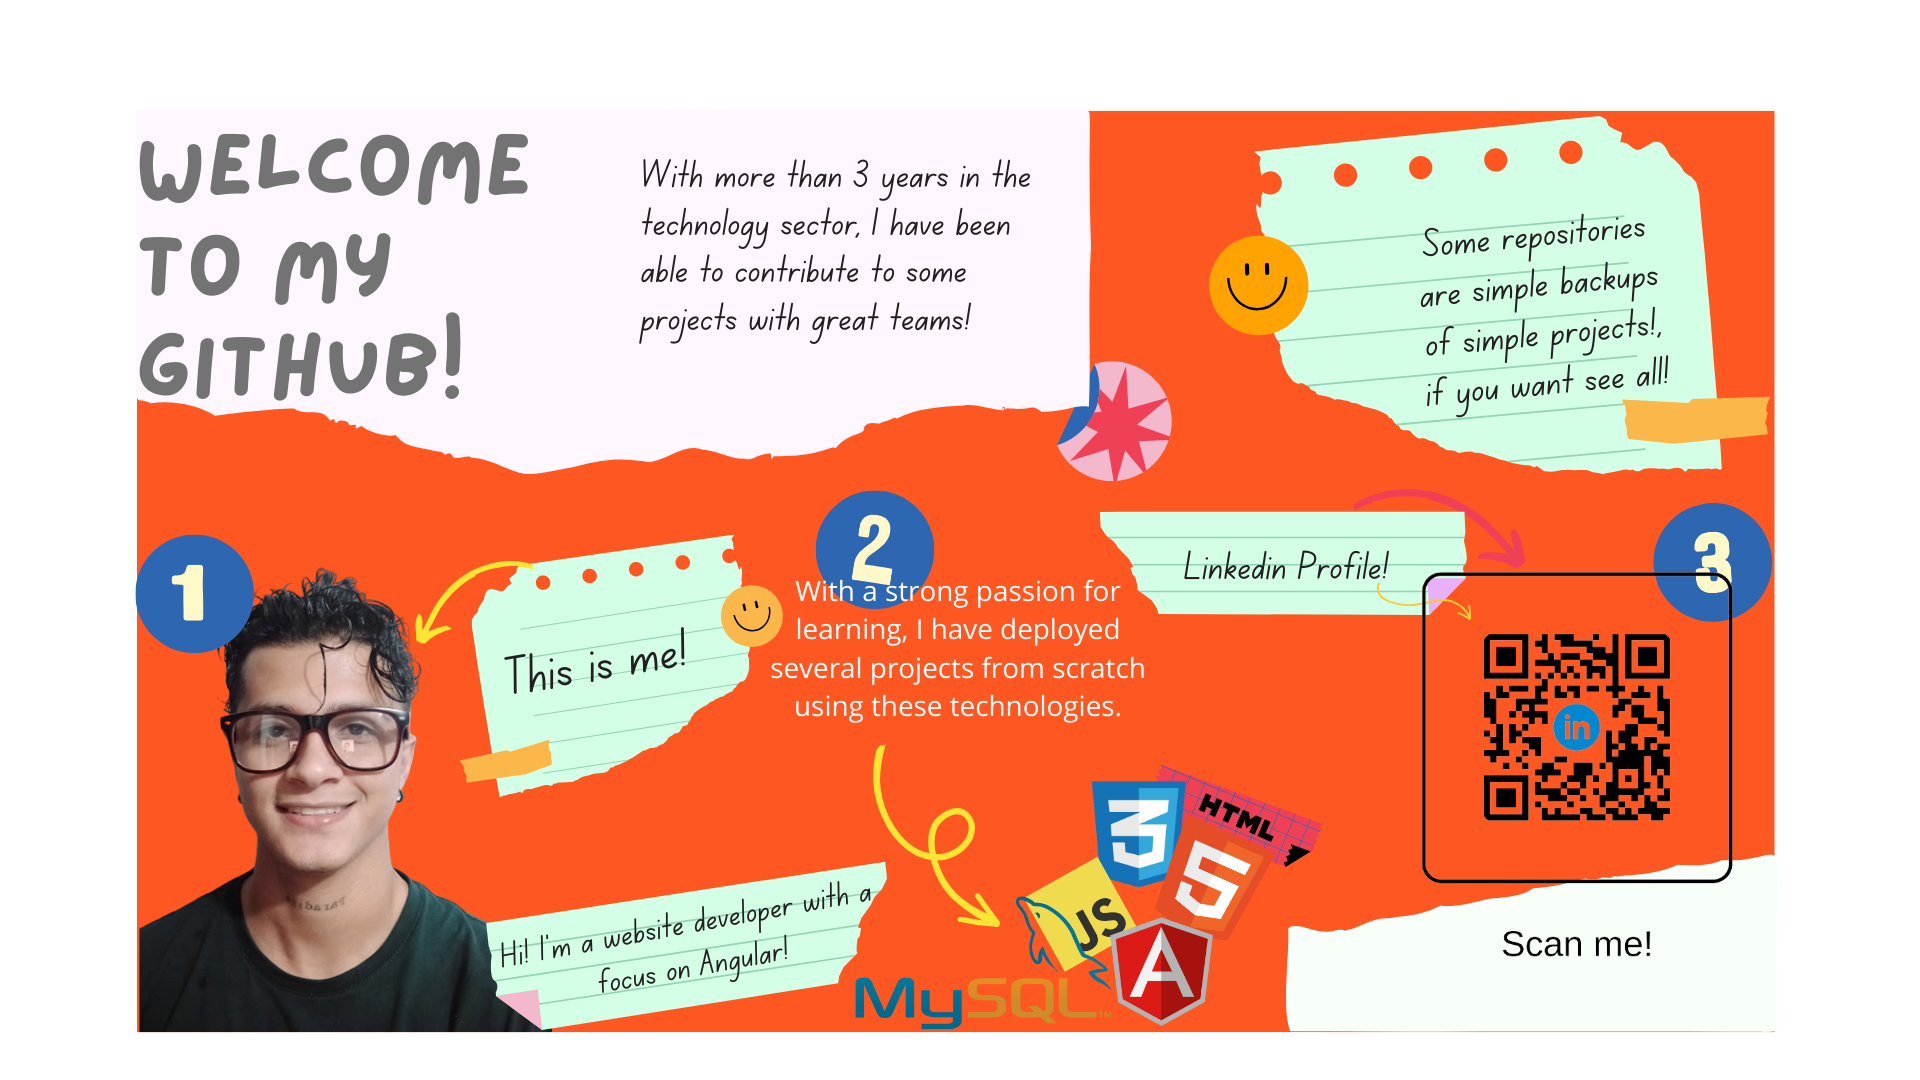 WELCOME
TO MY
GITHUB!
With more than 3 years in the
technology sector, I have been
able to contribute to some
projects with great teams!
Some repositories
are simple backups
of simple projects!,
if you want see all!
1
This is me!
Hi! I'm a website developer with a
focus on Angular!
2
With a strong passion for
learning, I have deployed
several projects from scratch
using these technologies.
3
HTML
5
JS
A
MySQL™
Linkedin Profile!
3
in
Scan me!